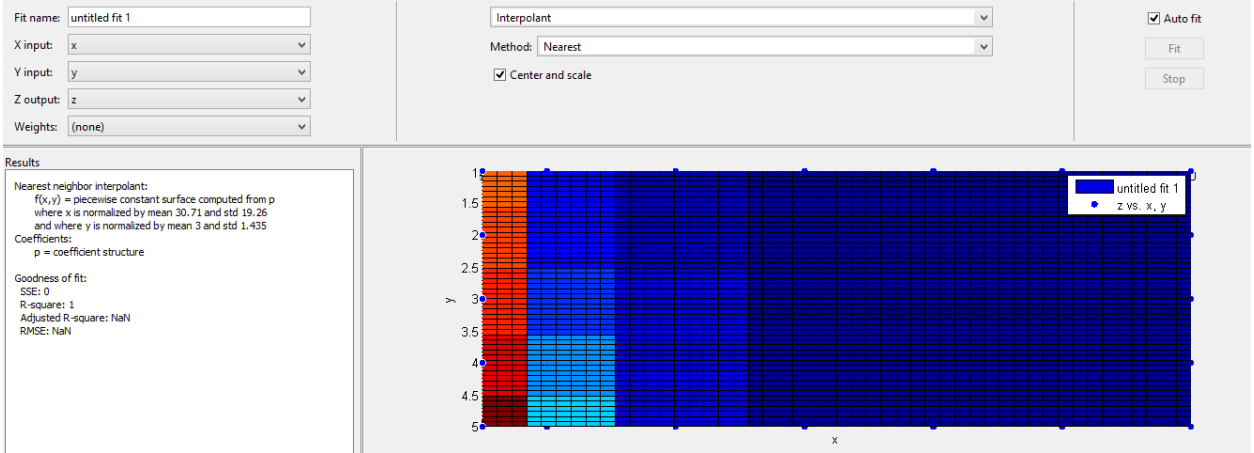 Fit name: untitled fit 1
X input: x
Y input: y
Z output: z
Weights: (none)
Interpolant
Method: Nearest
Center and scale
Auto fit
Fit
Stop
Results
Nearest neighbor interpolant:
f(x,y) = piecewise constant surface computed from p
where x is normalized by mean 30.71 and std 19.26
and where y is normalized by mean 3 and std 1.435
Coefficients:
p = coefficient structure
Goodness of fit:
SSE: 0
R-square: 1
Adjusted R-square: NaN
RMSE: NaN
1
1.5
2
2.5
3
3.5
4
4.5
5
y
x
untitled fit 1
z vs. x, y